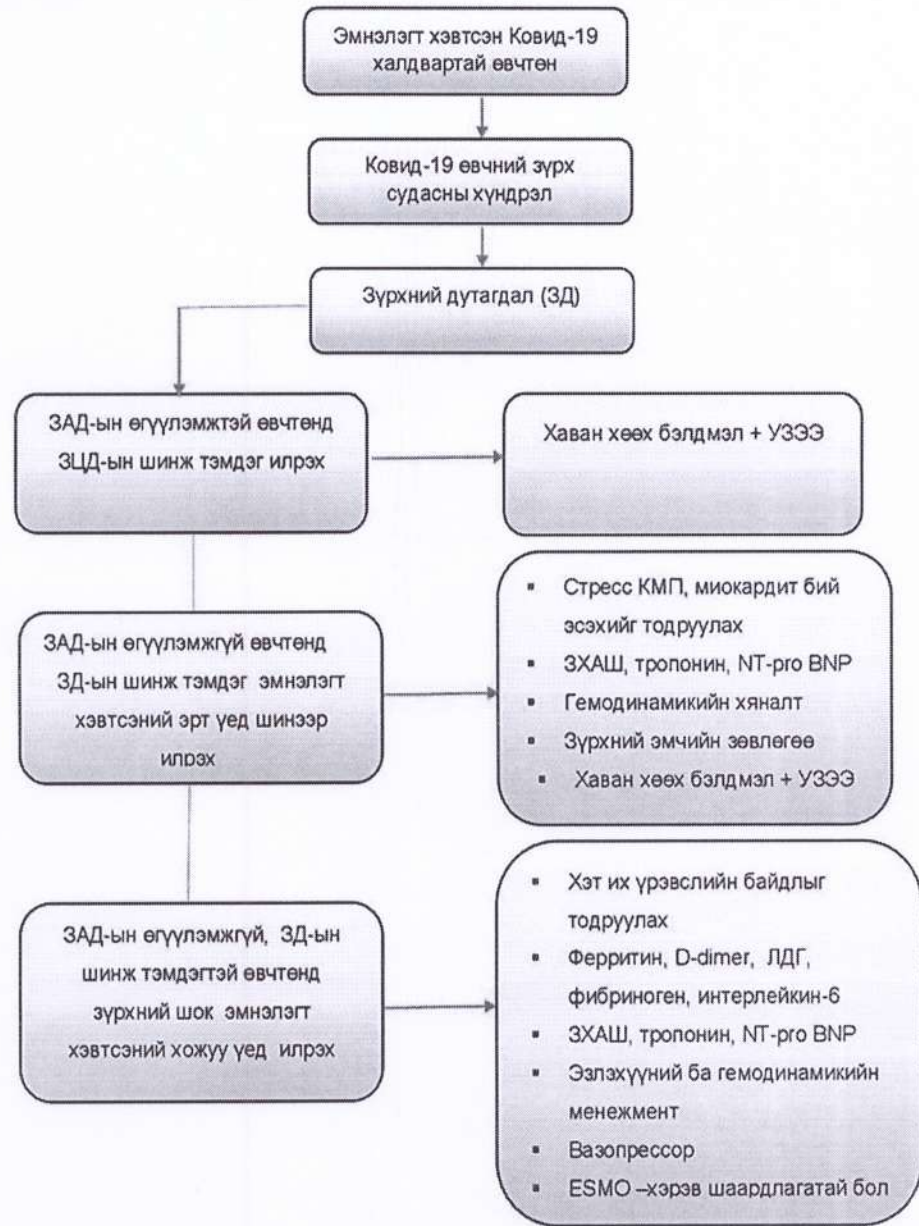 Эмнэлэгт хэвтсэн Ковид-19
халдвартай өвчтөн
Ковид-19 өвчний зүрх
судасны хүндрэл
Зүрхний дутагдал (ЗД)
ЗАД-ын өгүүлэмжтэй өвчтөнд
ЗЦД-ын шинж тэмдэг илрэх
Хаван хөөх бэлдмэл + УЗЭЭ
ЗАД-ын өгүүлэмжгүй өвчтөнд
ЗД-ын шинж тэмдэг эмнэлэгт
хэвтсэний эрт үед шинээр
илрэх
▪ Стресс КМП, миокардит бий
эсэхийг тодруулах
▪ ЗХАШ, тропонин, NT-pro BNP
▪ Гемодинамикийн хяналт
▪ Зүрхний эмчийн зөвлөгөө
▪ Хаван хөөх бэлдмэл + УЗЭЭ
ЗАД-ын өгүүлэмжгүй, ЗД-ын
шинж тэмдэгтэй өвчтөнд
зүрхний шок эмнэлэгт
хэвтсэний хожуу үед илрэх
▪ Хэт их үрэвслийн байдлыг
тодруулах
▪ Ферритин, D-dimer, ЛДГ,
фибриноген, интерлейкин-6
▪ ЗХАШ, тропонин, NT-pro BNP
▪ Эзлэхүүний ба гемодинамикийн
менежмент
▪ Вазопрессор
▪ ESMO –хэрэв шаардлагатай бол